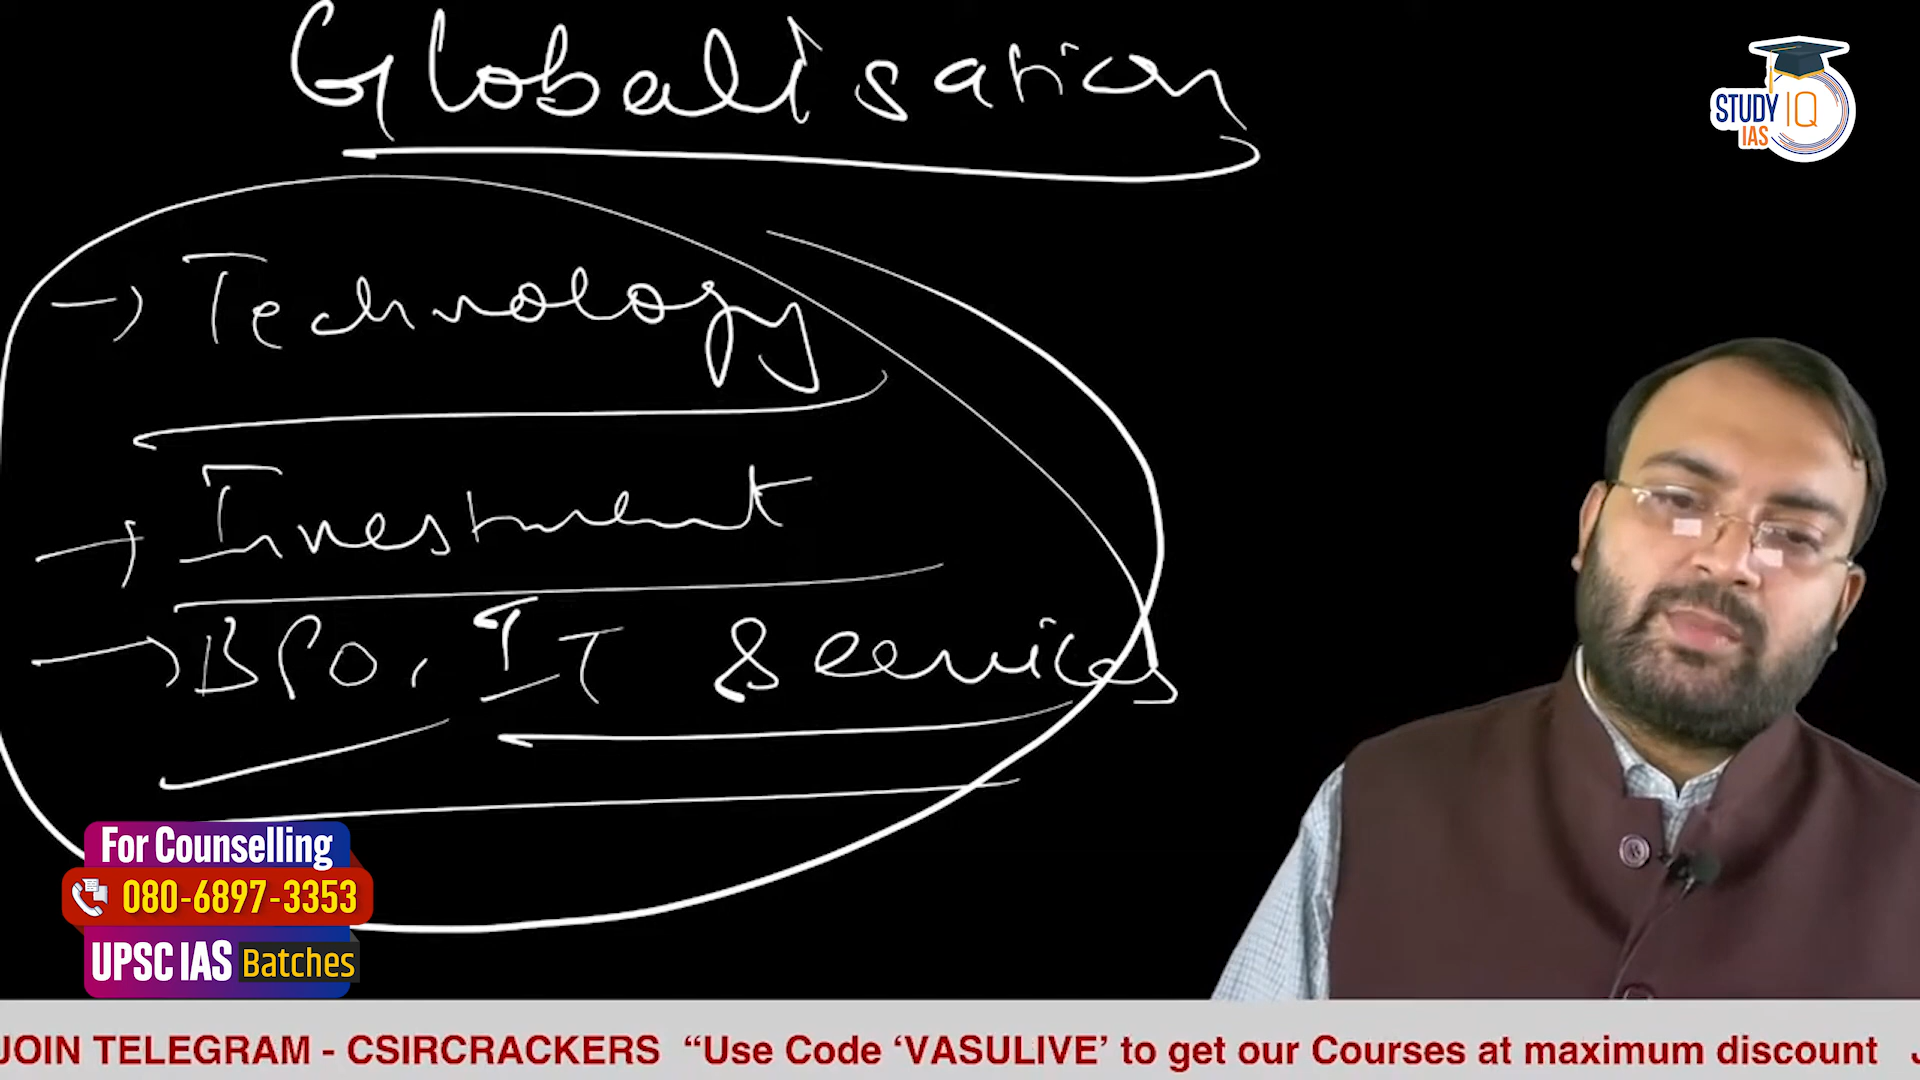 Globalisation
STUDY IQ
IAS
→ Technology
→ Investment
→ BPO, IT Services
For Counselling
080-6897-3353
UPSC IAS Batches
JOIN TELEGRAM - CSIRCRACKERS “Use Code ‘VASULIVE’ to get our Courses at maximum discount